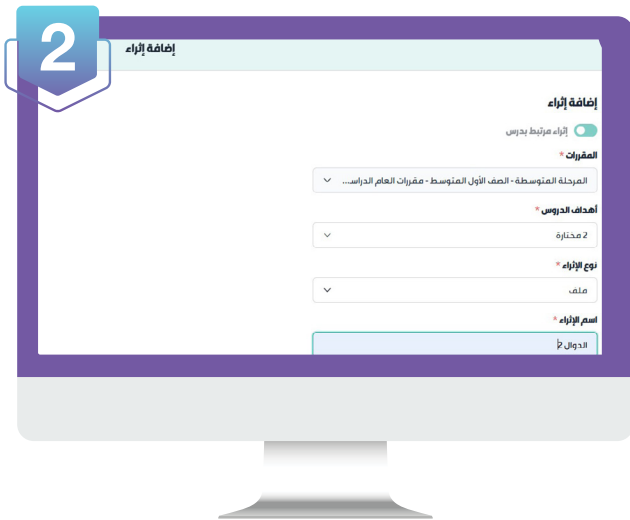 2
إضافة إثراء
إضافة إثراء
إثراء مرتبط بدرس
المقررات *
المرحلة المتوسطة - الصف الأول المتوسط - مقررات العام الدراسـ...
أهداف الدروس *
2 مختارة
نوع الإثراء *
ملف
اسم الإثراء *
الدوال 2